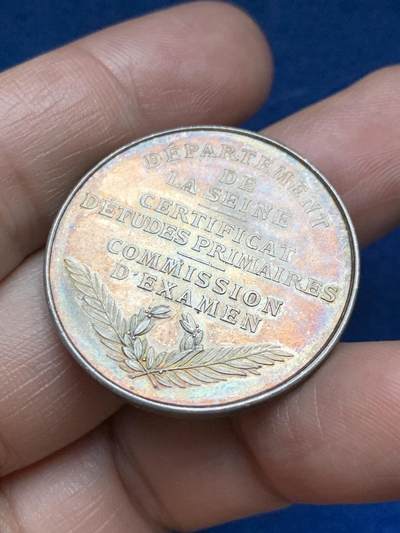 DÉPARTEMENT
DE
LA SEINE
CERTIFICAT
D'ÉTUDES PRIMAIRES
COMMISSION
D'EXAMEN